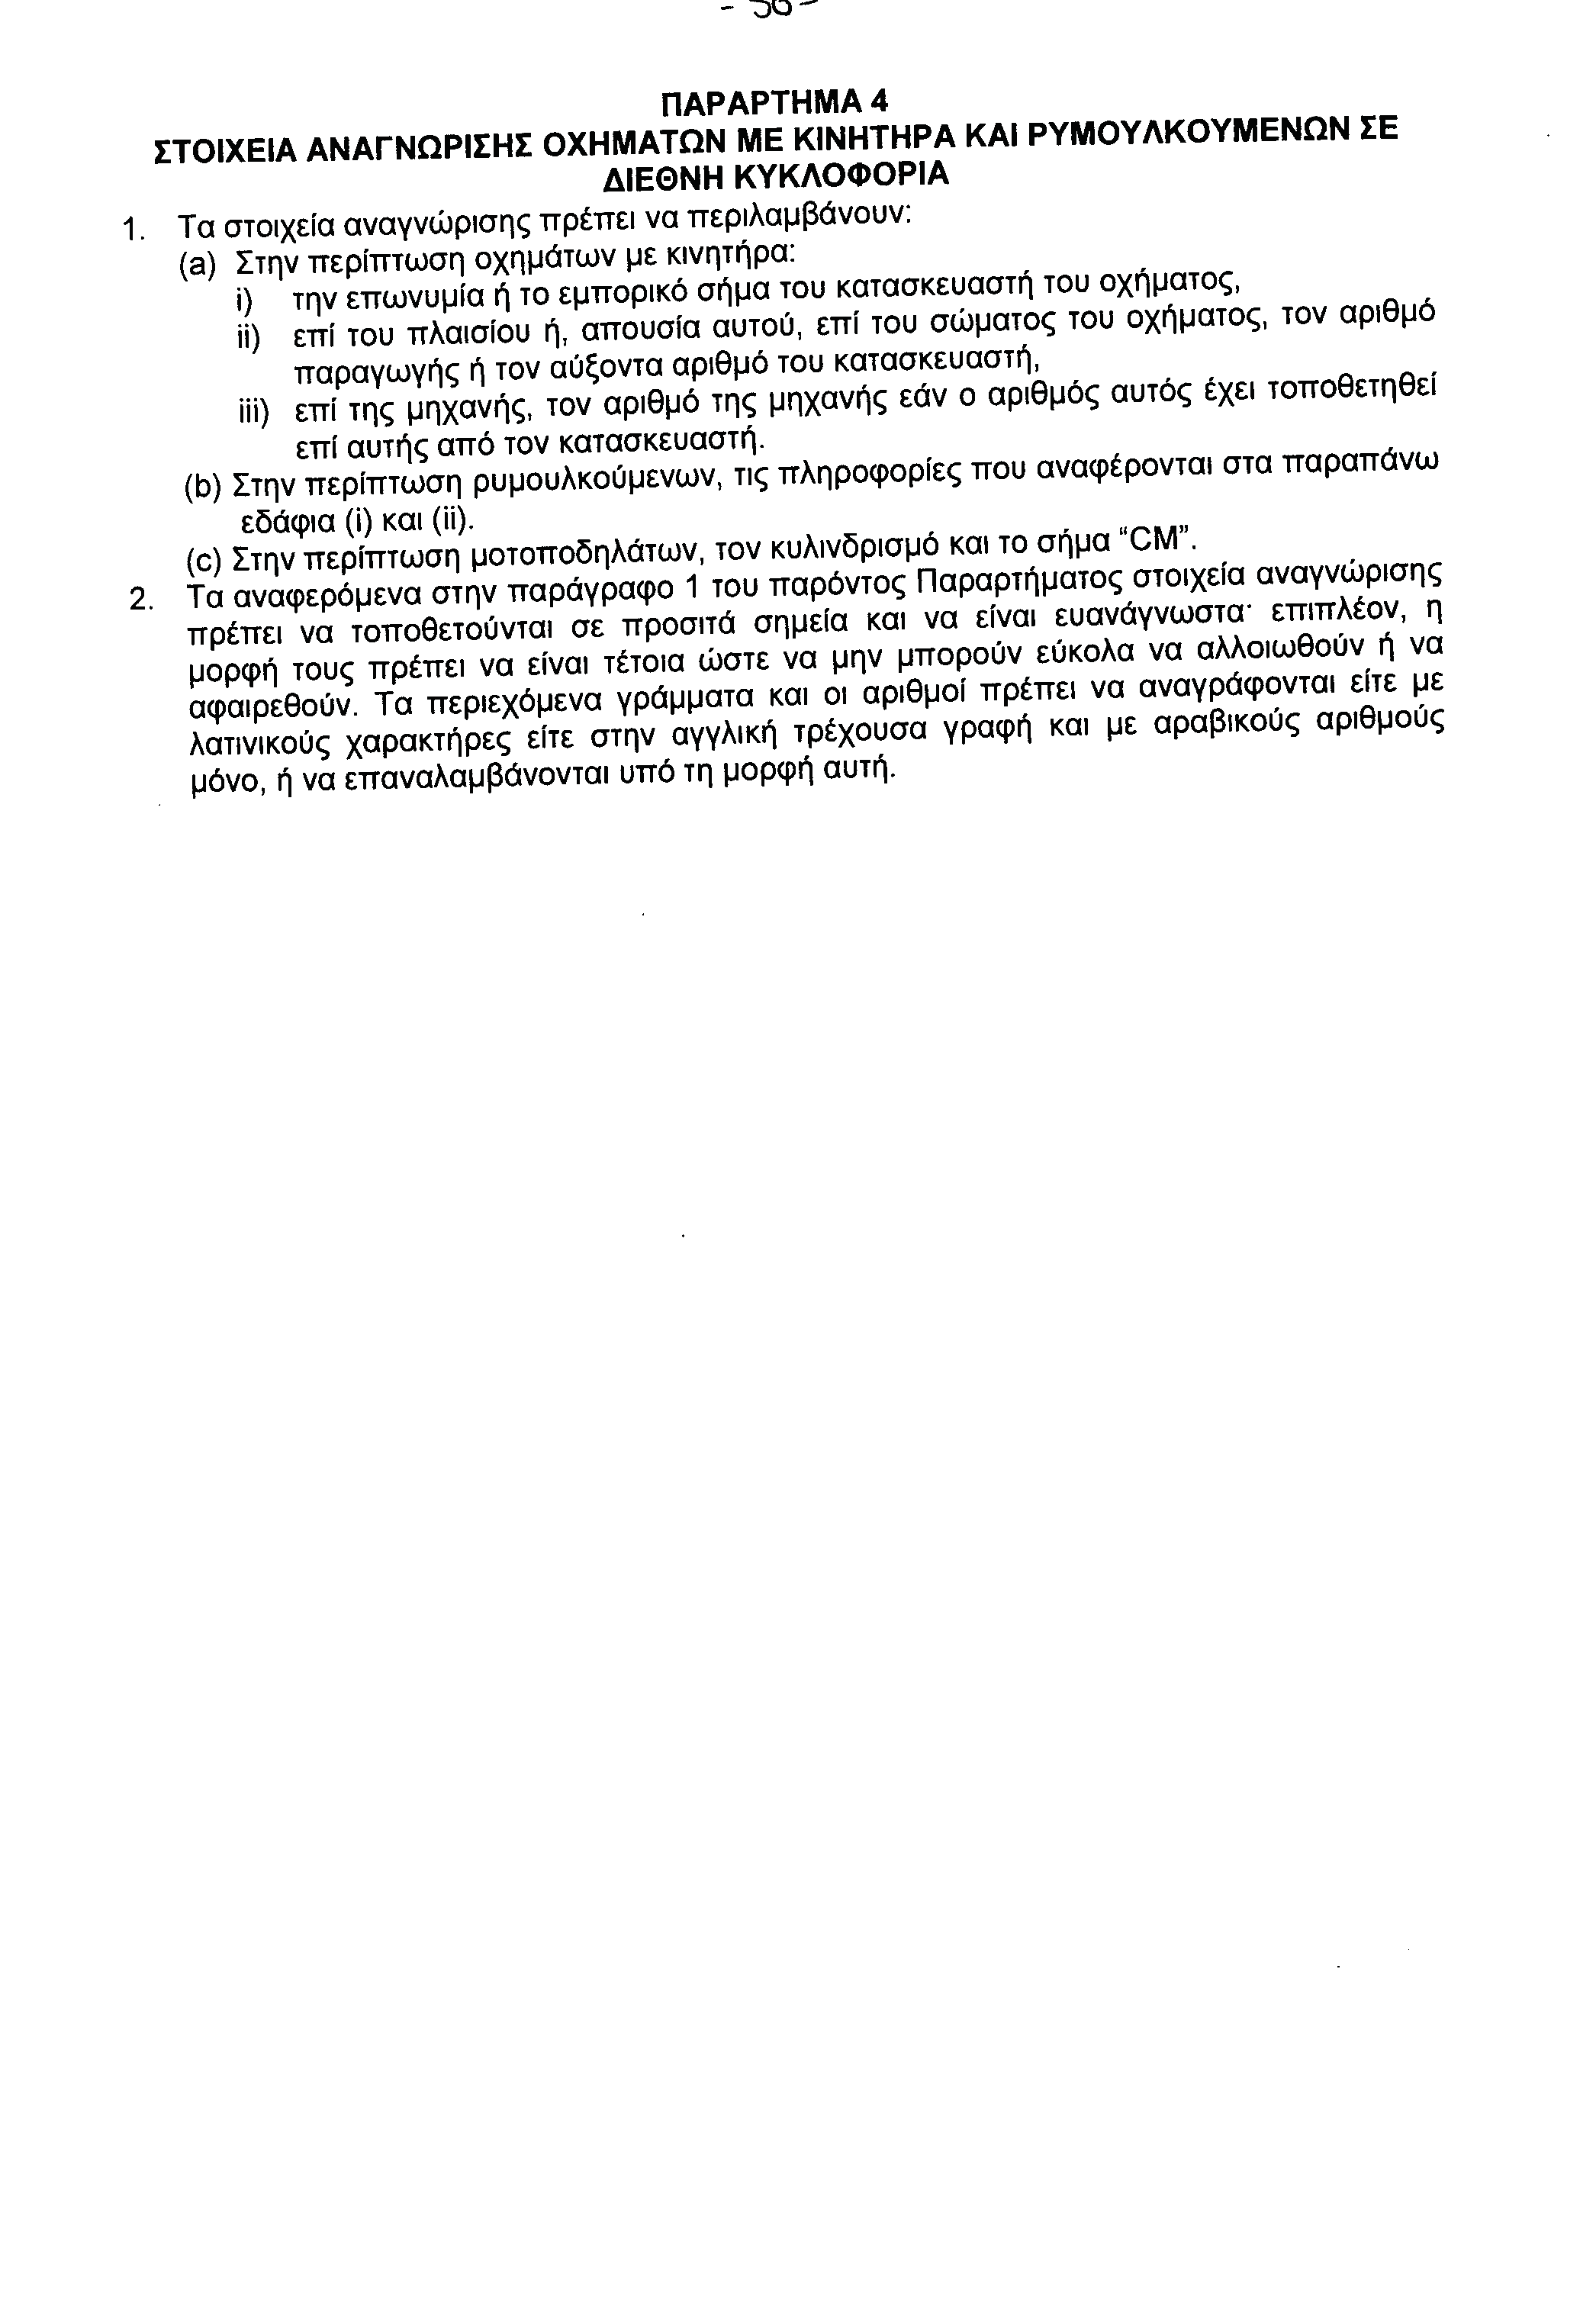 ΠΑΡΑΡΤΗΜΑ 4
ΣΤΟΙΧΕΙΑ ΑΝΑΓΝΩΡΙΣΗΣ ΟΧΗΜΑΤΩΝ ΜΕ ΚΙΝΗΤΗΡΑ ΚΑΙ ΡΥΜΟΥΛΚΟΥΜΕΝΩΝ ΣΕ
ΔΙΕΘΝΗ ΚΥΚΛΟΦΟΡΙΑ
1. Τα στοιχεία αναγνώρισης πρέπει να περιλαμβάνουν:
(a) Στην περίπτωση οχημάτων με κινητήρα:
i) την επωνυμία ή το εμπορικό σήμα του κατασκευαστή του οχήματος,
ii) επί του πλαισίου ή, απουσία αυτού, επί του σώματος του οχήματος, τον αριθμό
παραγωγής ή τον αύξοντα αριθμό του κατασκευαστή,
iii) επί της μηχανής, τον αριθμό της μηχανής εάν ο αριθμός αυτός έχει τοποθετηθεί
επί αυτής από τον κατασκευαστή.
(b) Στην περίπτωση ρυμουλκούμενων, τις πληροφορίες που αναφέρονται στα παραπάνω
εδάφια (i) και (ii).
(c) Στην περίπτωση μοτοποδηλάτων, τον κυλινδρισμό και το σήμα “CM”.
2. Τα αναφερόμενα στην παράγραφο 1 του παρόντος Παραρτήματος στοιχεία αναγνώρισης
πρέπει να τοποθετούνται σε προσιτά σημεία και να είναι ευανάγνωστα· επιπλέον, η
μορφή τους πρέπει να είναι τέτοια ώστε να μην μπορούν εύκολα να αλλοιωθούν ή να
αφαιρεθούν. Τα περιεχόμενα γράμματα και οι αριθμοί πρέπει να αναγράφονται είτε με
λατινικούς χαρακτήρες είτε στην αγγλική τρέχουσα γραφή και με αραβικούς αριθμούς
μόνο, ή να επαναλαμβάνονται υπό τη μορφή αυτή.